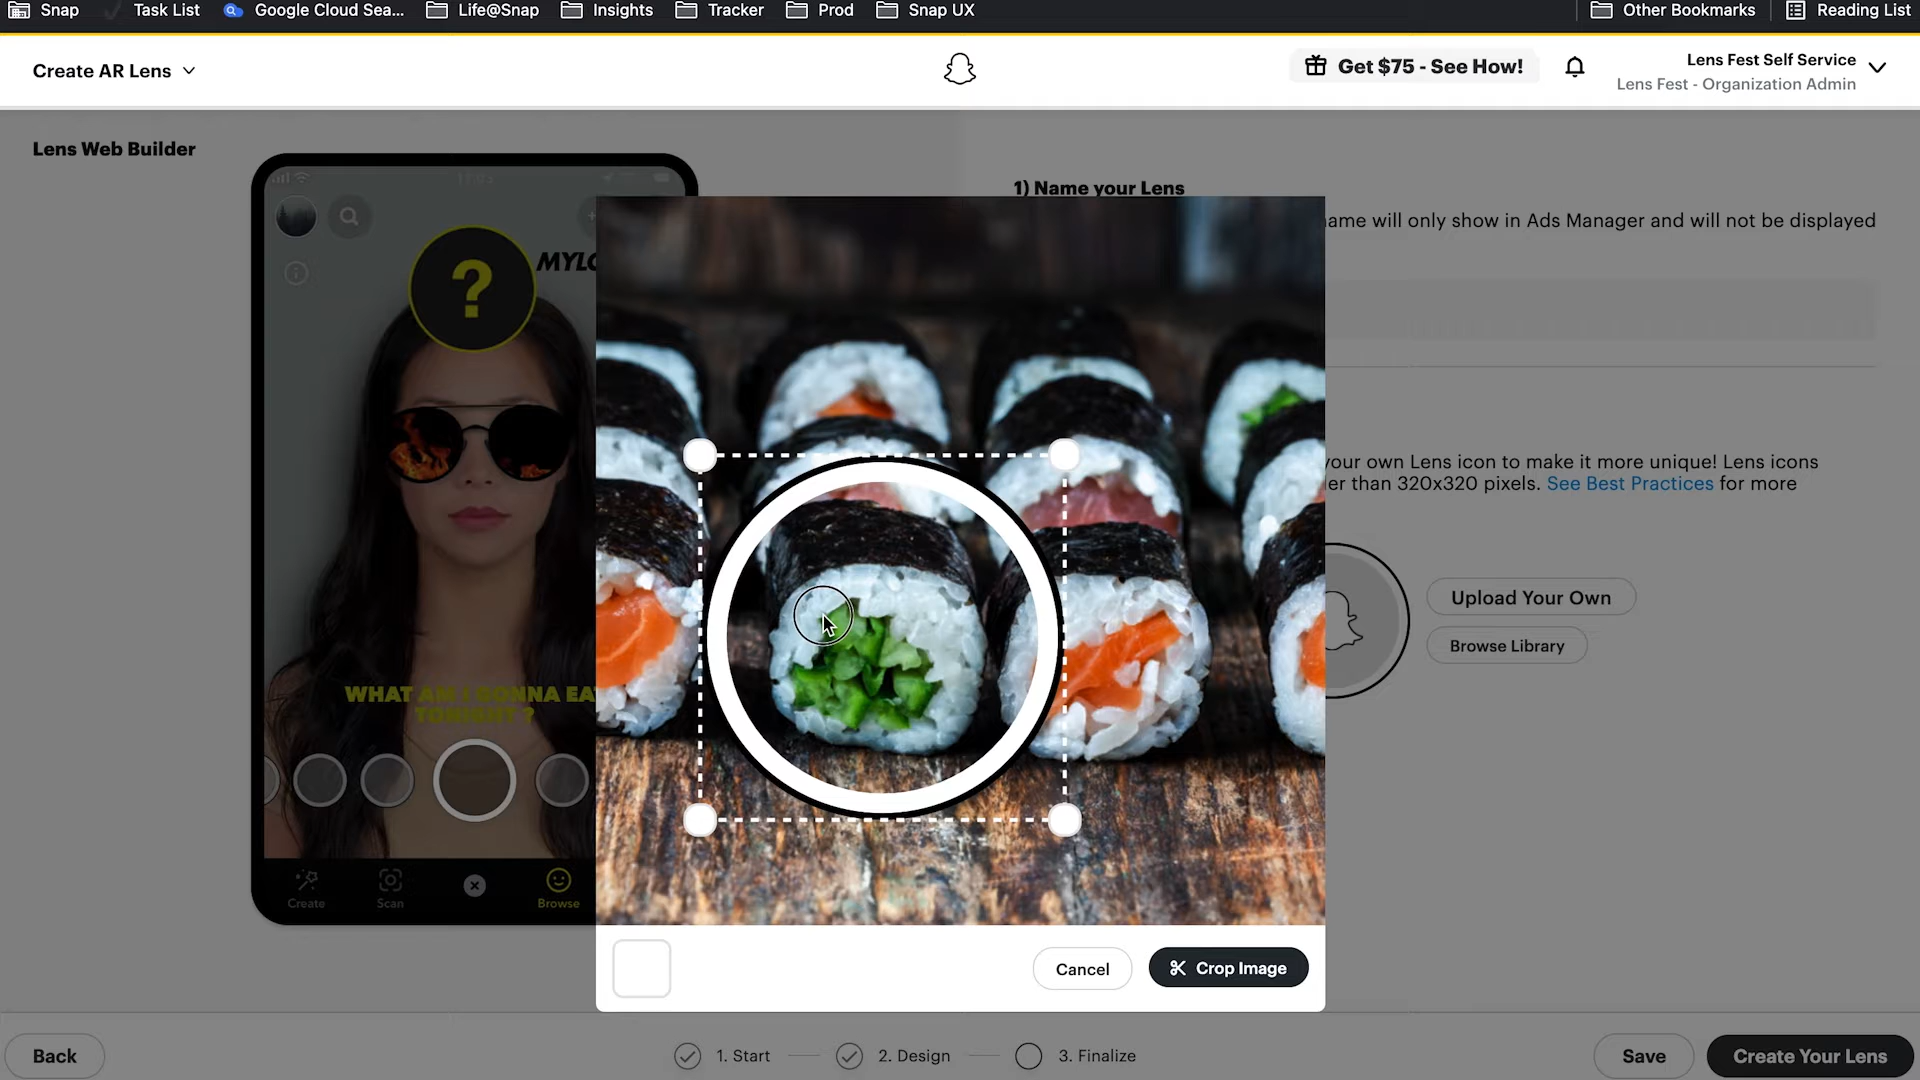 Snap
Task List
Google Cloud Sea...
Life@Snap
Insights
Tracker
Prod
Snap UX
Other Bookmarks
Reading List
Create AR Lens
Get $75 - See How!
Lens Fest Self Service
Lens Fest - Organization Admin
Lens Web Builder
?
MYLO
WHAT AM I GONNA EA
TONIGHT ?
Create
Scan
Browse
1) Name your Lens
ame will only show in Ads Manager and will not be displayed
your own Lens icon to make it more unique! Lens icons
er than 320x320 pixels. See Best Practices for more
Upload Your Own
Browse Library
Cancel
Crop Image
Back
1. Start
2. Design
3. Finalize
Save
Create Your Lens